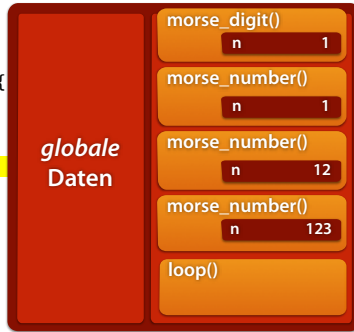 {
globale
Daten
morse_digit()
n 1
morse_number()
n 1
morse_number()
n 12
morse_number()
n 123
loop()